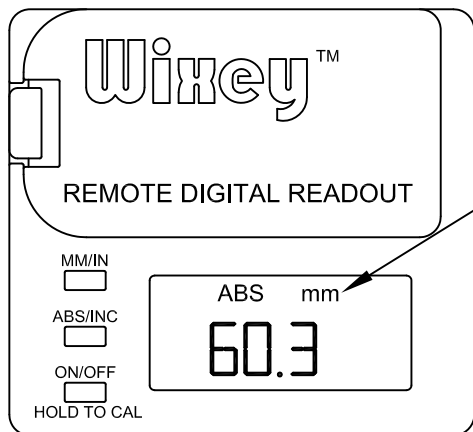 Wixey™
REMOTE DIGITAL READOUT
MM/IN
ABS/INC
ON/OFF
HOLD TO CAL
ABS mm
60.3